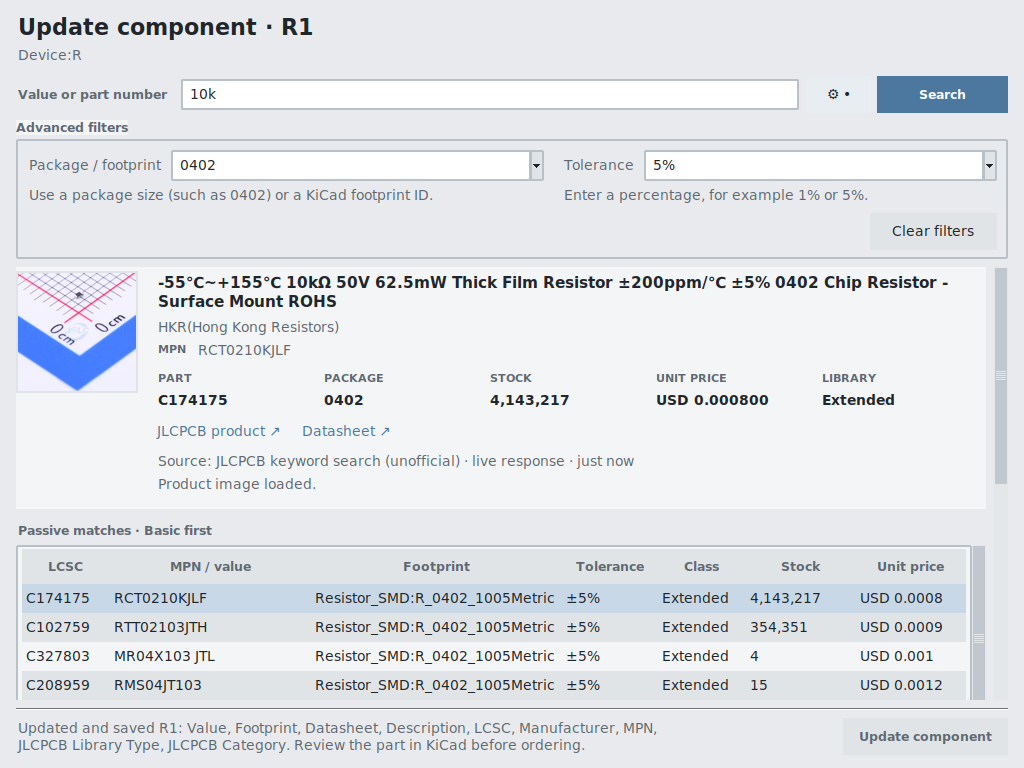 Update component · R1
Device:R
Value or part number 10k ⚙ • Search
Advanced filters
Package / footprint 0402 Tolerance 5%
Use a package size (such as 0402) or a KiCad footprint ID. Enter a percentage, for example 1% or 5%.
Clear filters
-55℃~+155℃ 10kΩ 50V 62.5mW Thick Film Resistor ±200ppm/℃ ±5% 0402 Chip Resistor -
Surface Mount ROHS
HKR(Hong Kong Resistors)
MPN RCT0210KJLF
0 cm 0 cm
PART PACKAGE STOCK UNIT PRICE LIBRARY
C174175 0402 4,143,217 USD 0.000800 Extended
JLCPCB product ↗ Datasheet ↗
Source: JLCPCB keyword search (unofficial) · live response · just now
Product image loaded.
Passive matches · Basic first
LCSC MPN / value Footprint Tolerance Class Stock Unit price
C174175 RCT0210KJLF Resistor_SMD:R_0402_1005Metric ±5% Extended 4,143,217 USD 0.0008
C102759 RTT02103JTH Resistor_SMD:R_0402_1005Metric ±5% Extended 354,351 USD 0.0009
C327803 MR04X103 JTL Resistor_SMD:R_0402_1005Metric ±5% Extended 4 USD 0.001
C208959 RMS04JT103 Resistor_SMD:R_0402_1005Metric ±5% Extended 15 USD 0.0012
Updated and saved R1: Value, Footprint, Datasheet, Description, LCSC, Manufacturer, MPN,
JLCPCB Library Type, JLCPCB Category. Review the part in KiCad before ordering.
Update component